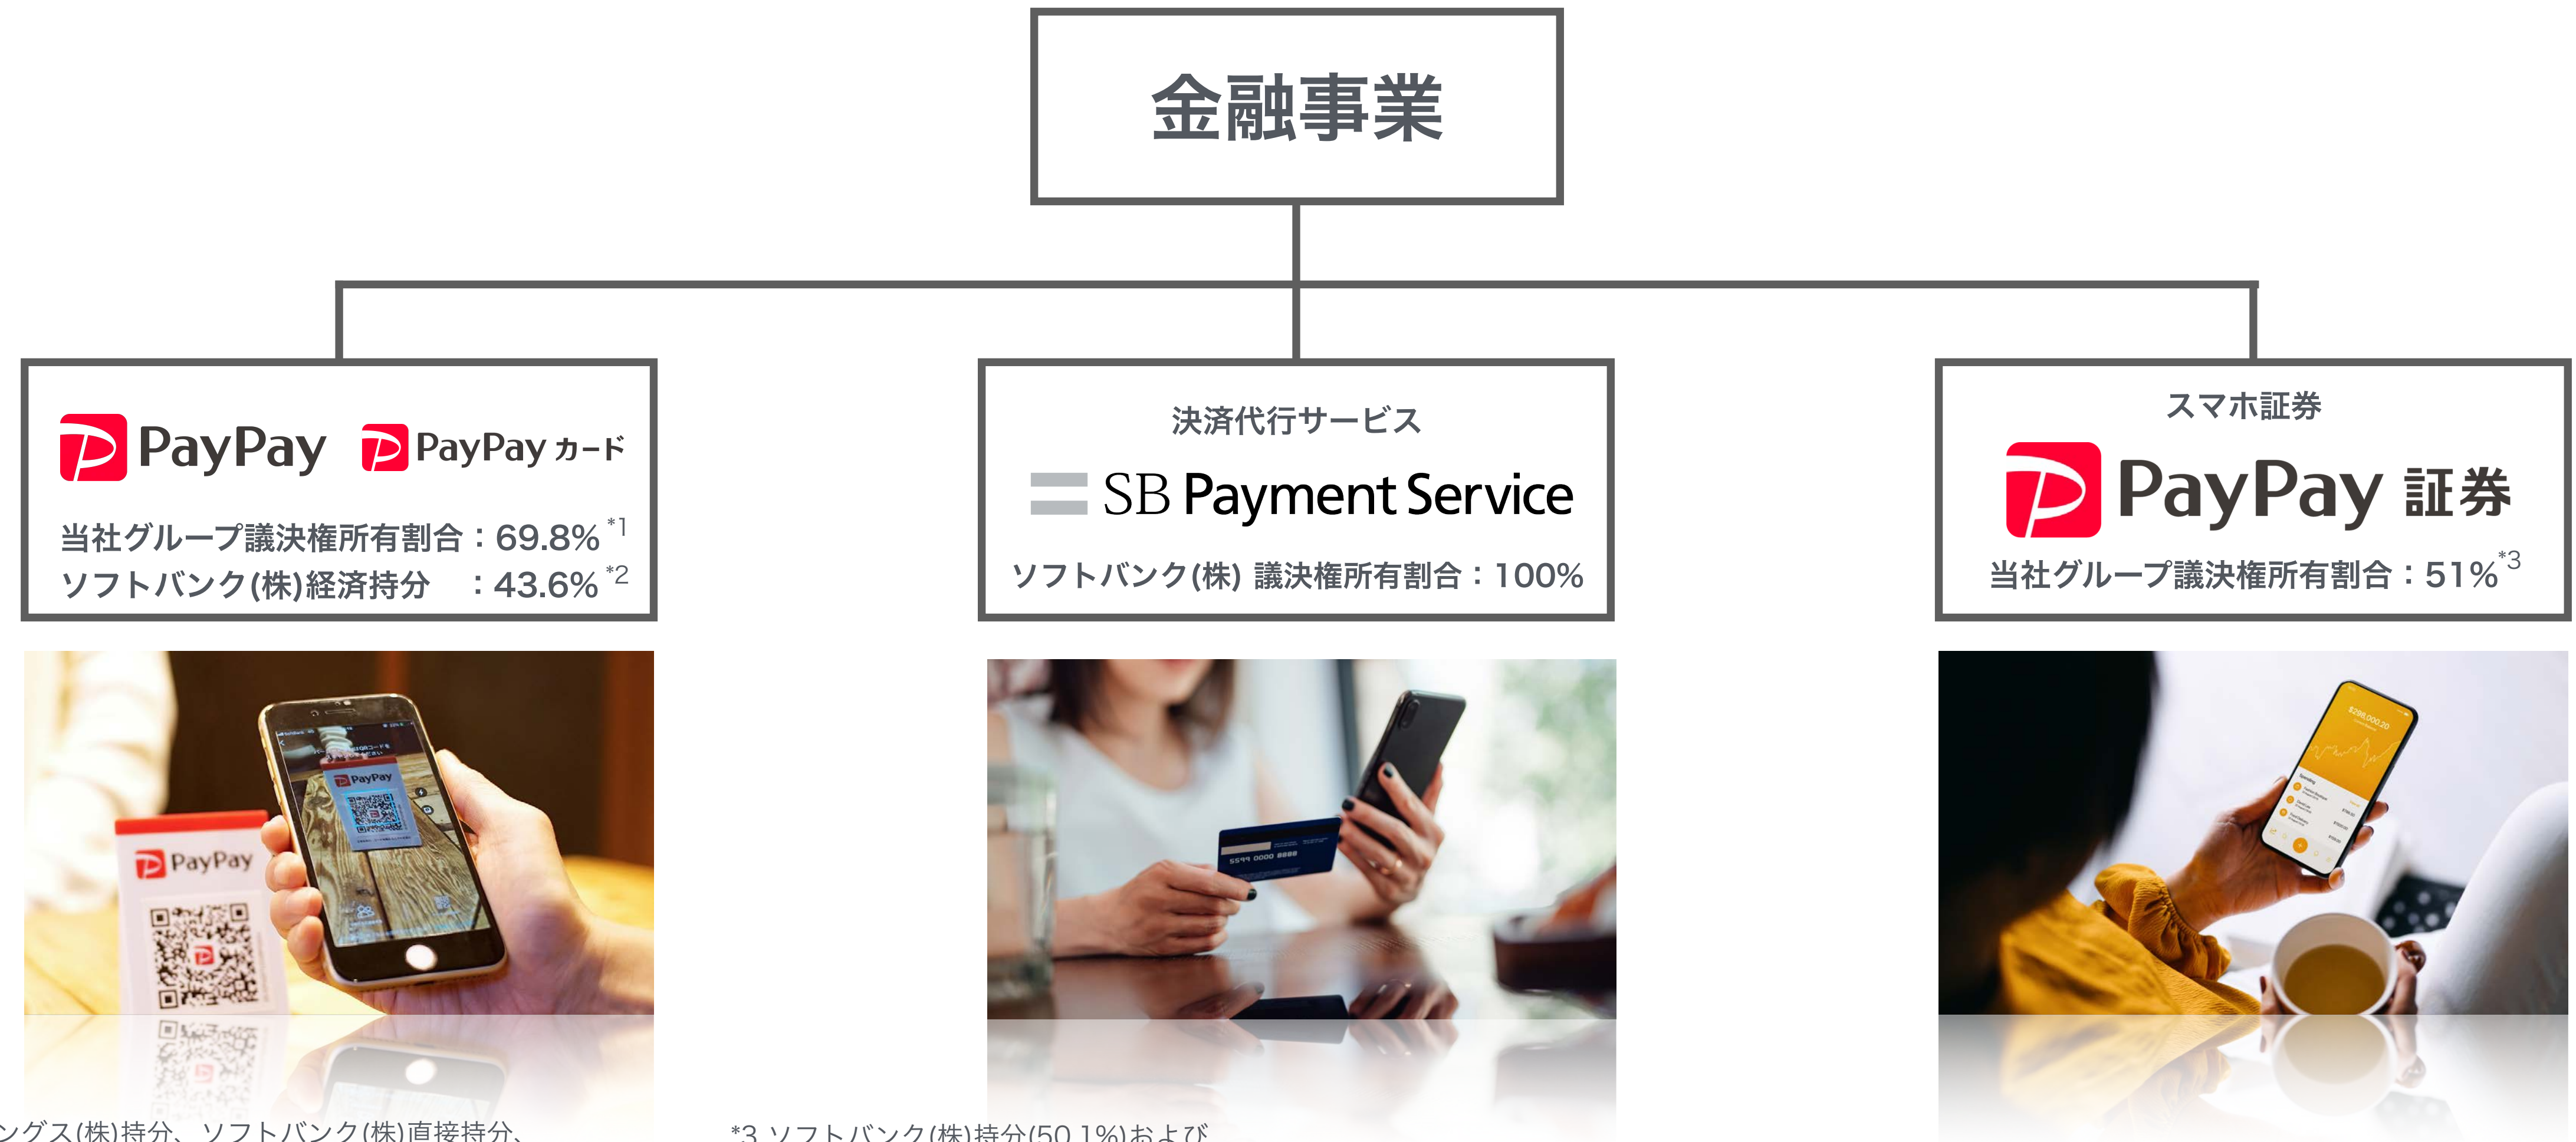 金融事業
PayPay PayPay カード
当社グループ議決権所有割合：69.8% *1
ソフトバンク(株)経済持分　：43.6% *2
決済代行サービス
SB Payment Service
ソフトバンク(株) 議決権所有割合：100%
スマホ証券
PayPay 証券
当社グループ議決権所有割合：51% *3
PayPay
PayPay
5599 0000 8888
$298,000.20
ングス(株)持分、ソフトバンク(株)直接持分、
*3 ソフトバンク(株)持分(50.1%)および